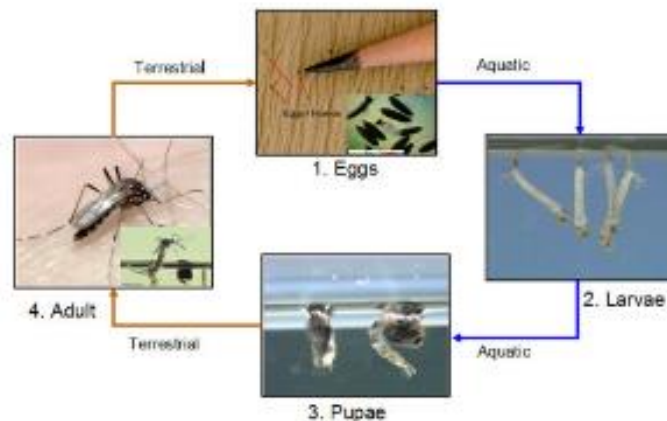 Terrestrial
Aquatic
1. Eggs
2. Larvae
4. Adult
Terrestrial
Aquatic
3. Pupae